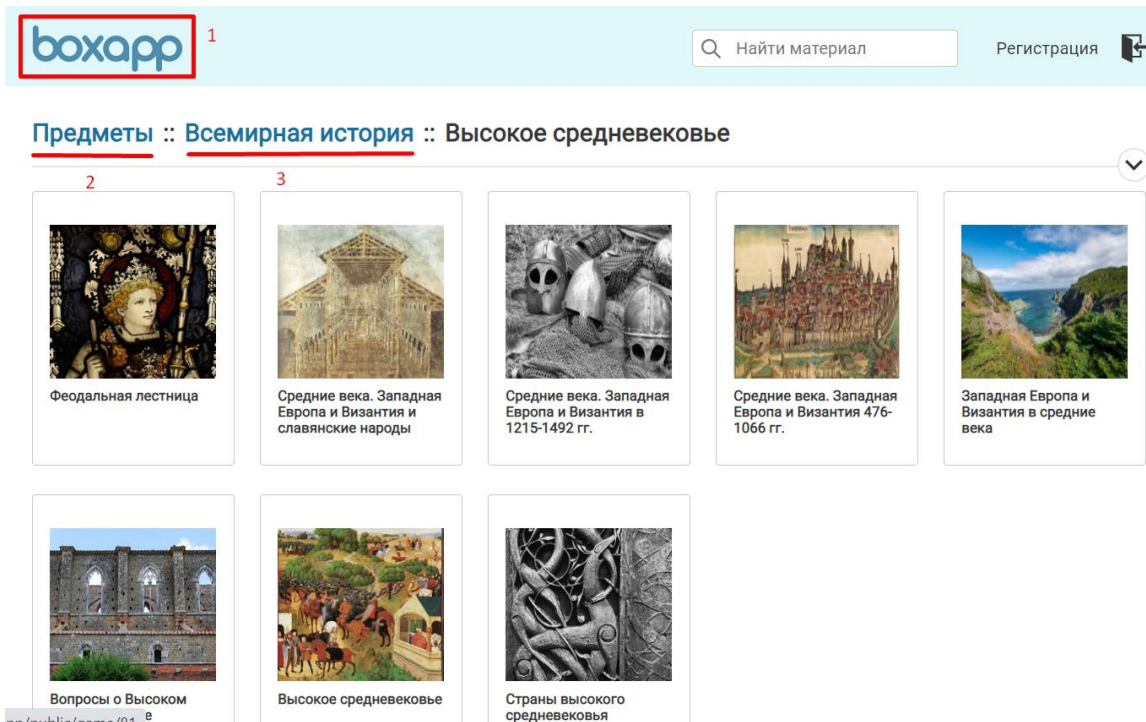 boxapp
1
Найти материал
Регистрация
Предметы :: Всемирная история :: Высокое средневековье
2
3
Феодальная лестница
Средние века. Западная
Европа и Византия и
славянские народы
Средние века. Западная
Европа и Византия в
1215-1492 гг.
Средние века. Западная
Европа и Византия 476-
1066 гг.
Западная Европа и
Византия в средние
века
Вопросы о Высоком
Высокое средневековье
Страны высокого
средневековья